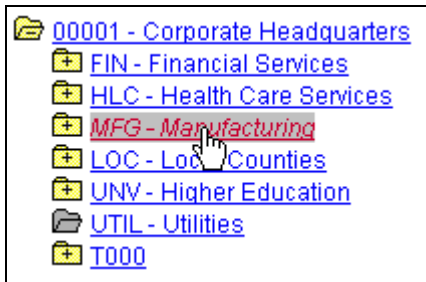 00001 - Corporate Headquarters
FIN - Financial Services
HLC - Health Care Services
MFG - Manufacturing
LOC - Counties
UNV - Higher Education
UTIL - Utilities
T000